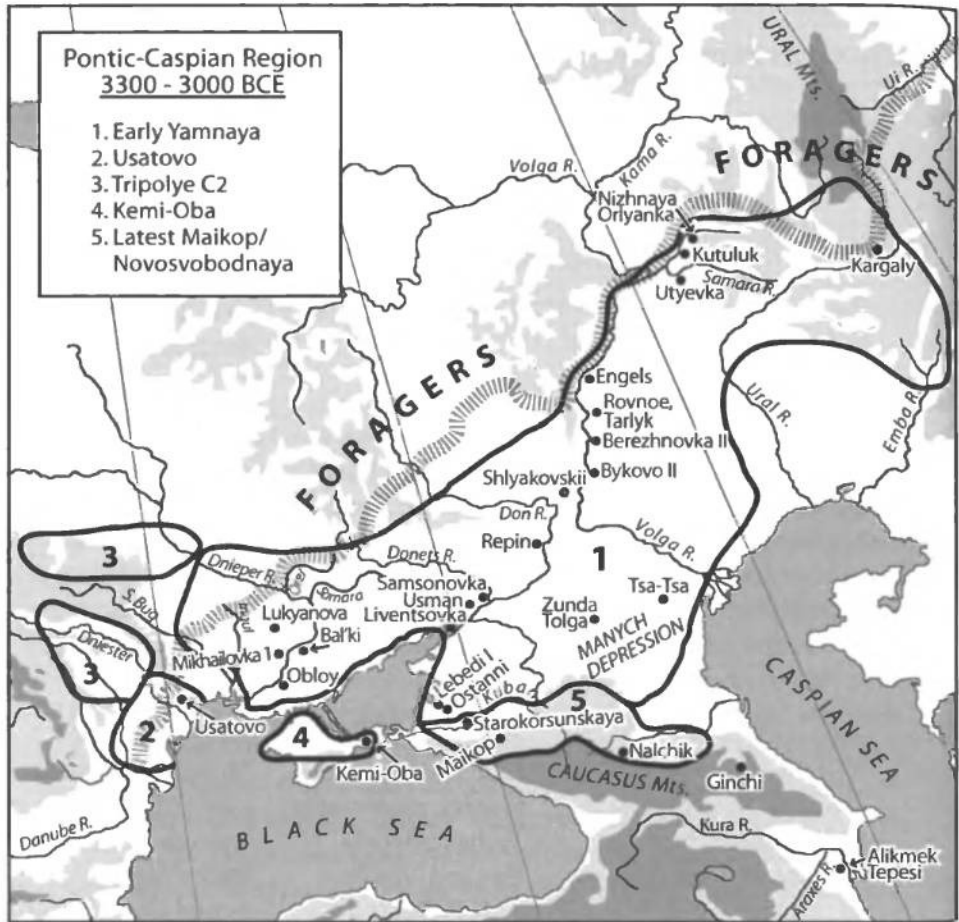 Pontic-Caspian Region
3300 - 3000 BCE
1. Early Yamnaya
2. Usatovo
3. Tripolye C2
4. Kemi-Oba
5. Latest Maikop/
Novosvobodnaya
URAL Mts.
Ui R.
FORAGERS
Kama R.
Volga R.
Nizhnaya
Orlyanka
Kutuluk
Kargaly
Samara R.
Utyevka
FORAGERS
Engels
Rovnoe,
Tarlyk
Berezhnovka II
Bykovo II
Shlyakovskii
Ural R.
Emba R.
Don R.
Repin
Volga R.
1
3
Dnieper R.
Donets R.
Orel
Samara
Samsonovka
Usman
Liventsovka
Tsa-Tsa
Zunda
Tolga
MANYCH
DEPRESSION
S. Bug
Lukyanova
Bal'ki
Mikhailovka 1
Obloy
Dniester
3
2
Usatovo
Lebedi I
Ostanni
Kuban
5
Starokorsunskaya
Maikop
Nalchik
4
Kemi-Oba
CAUCASUS Mts.
Ginchi
CASPIAN SEA
Danube R.
BLACK SEA
Kura R.
Araxes R.
Alikmek
Tepesi